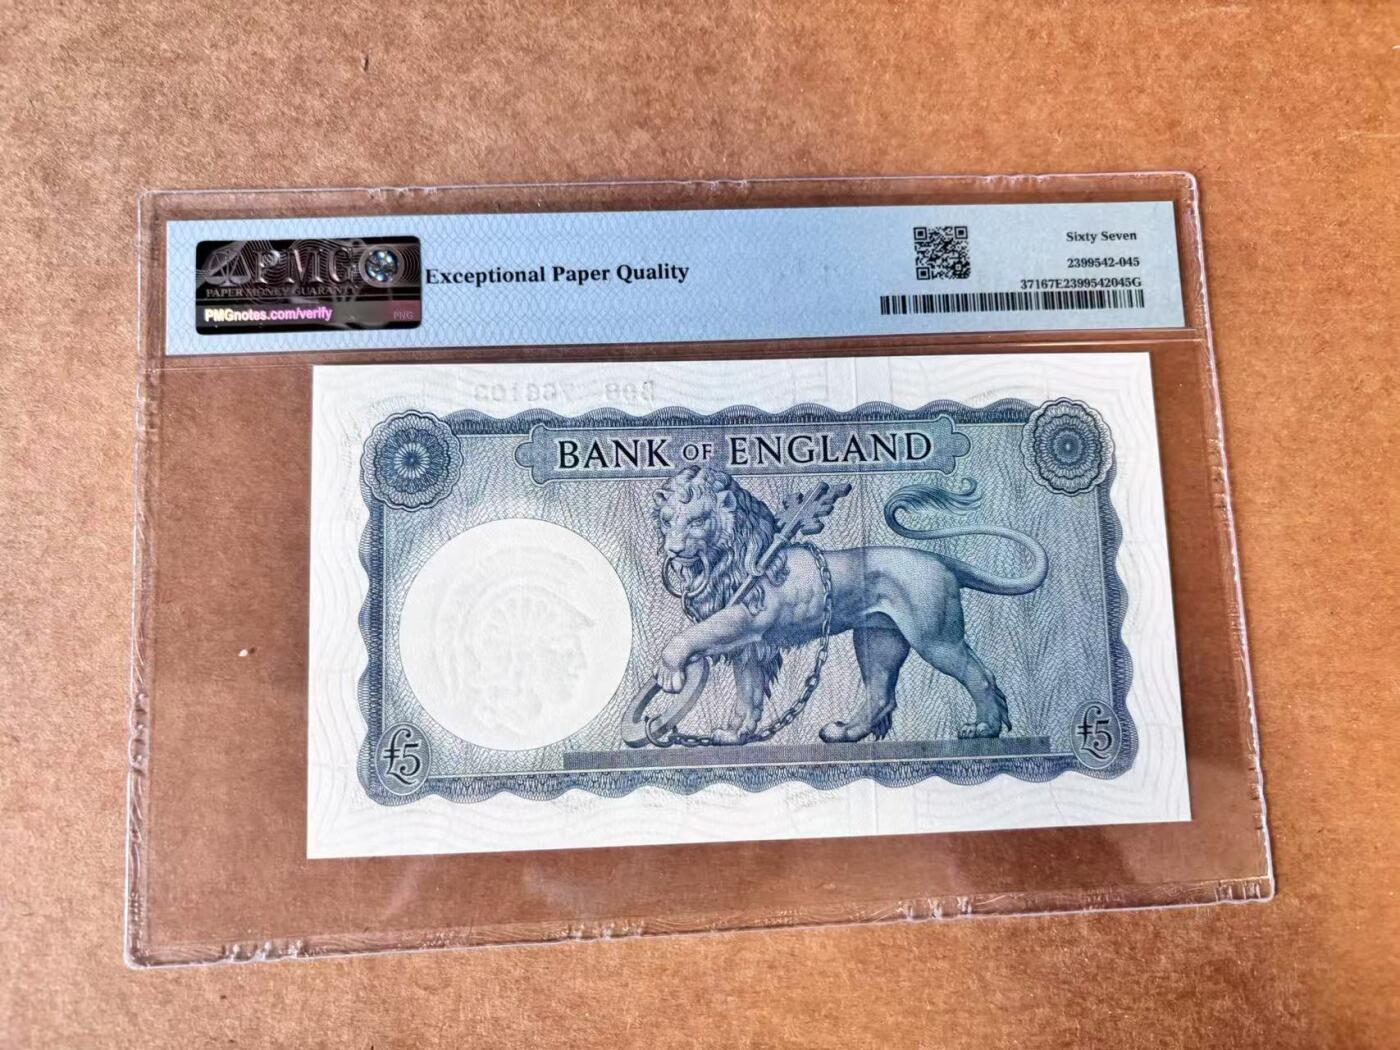 PMG
PAPER MONEY GUARANTY
PMGnotes.com/verify
PNG
Exceptional Paper Quality
Sixty Seven
2399542-045
37167E2399542045G
BANK OF ENGLAND
£5
£5